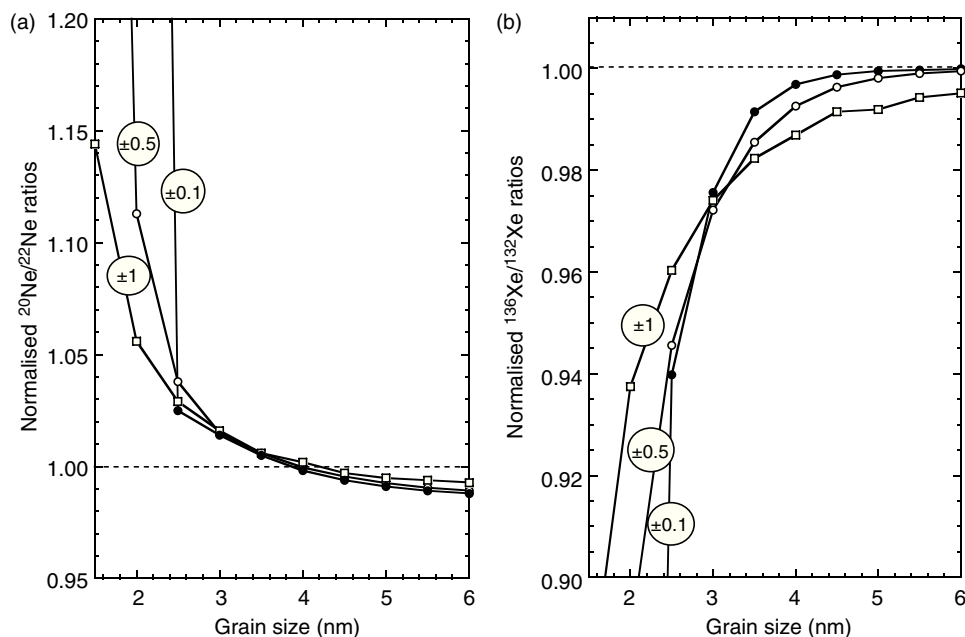 (a)
1.20
1.15
1.10
1.05
1.00
0.95
Normalised ²⁰Ne/²²Ne ratios
±0.5
±0.1
±1
2 3 4 5 6
Grain size (nm)
(b)
1.00
0.98
0.96
0.94
0.92
0.90
Normalised ¹³⁶Xe/¹³²Xe ratios
±1
±0.5
±0.1
2 3 4 5 6
Grain size (nm)